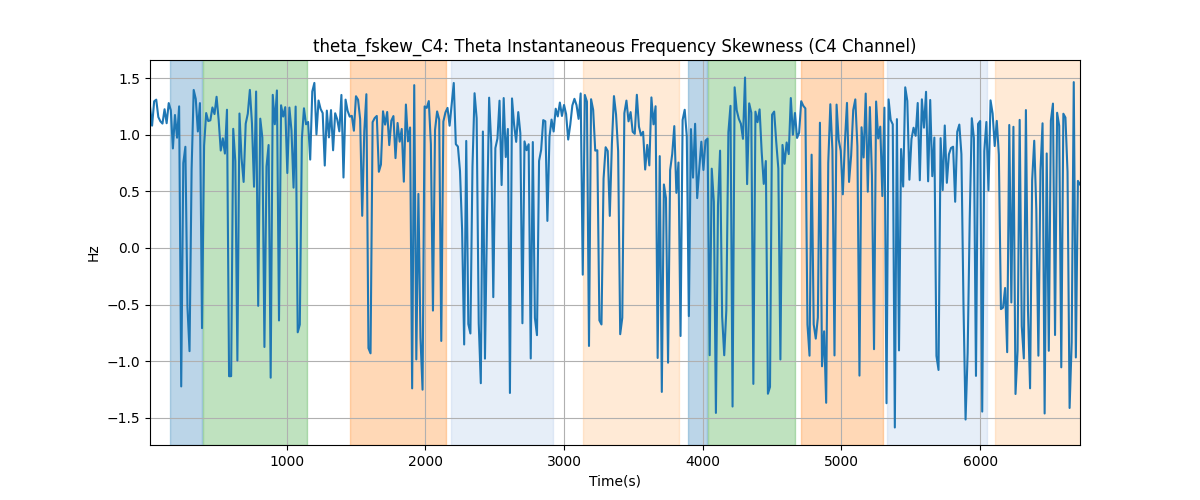 theta_fskew_C4: Theta Instantaneous Frequency Skewness (C4 Channel)
1.5
1.0
0.5
0.0
−0.5
−1.0
−1.5
Hz
1000 2000 3000 4000 5000 6000
Time(s)